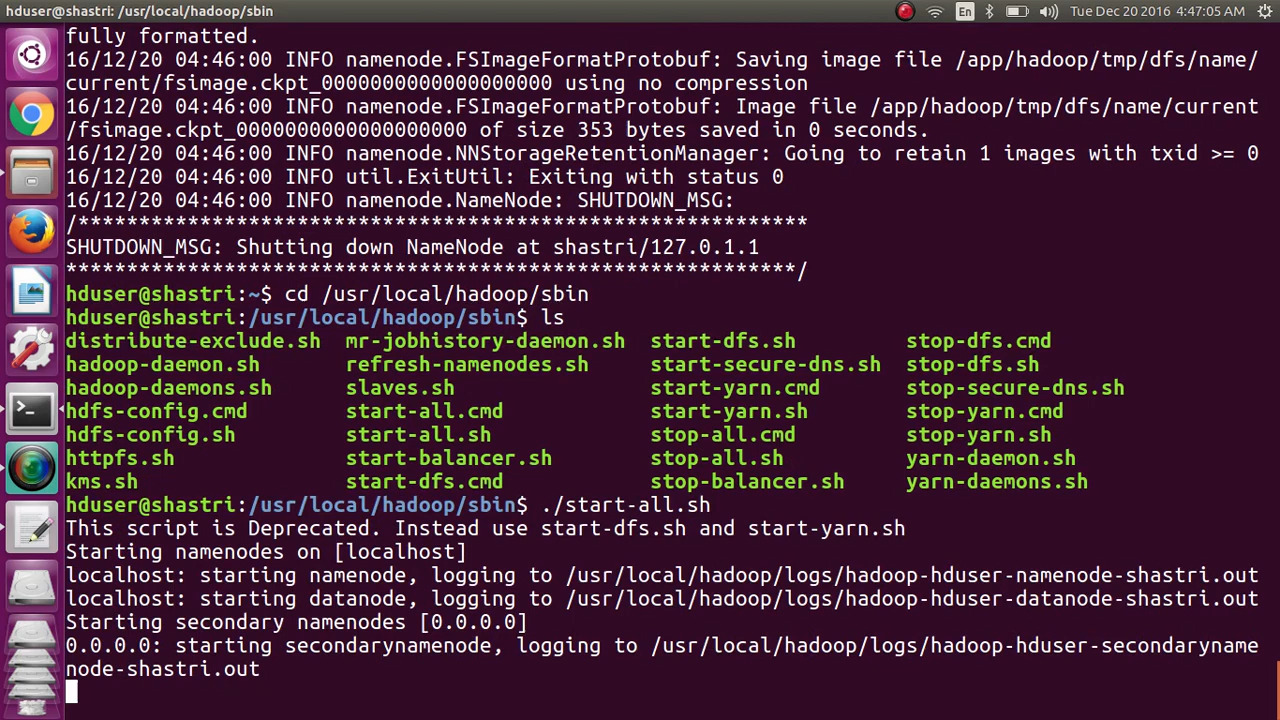 hduser@shastri: /usr/local/hadoop/sbin
En
Tue Dec 20 2016 4:47:05 AM
fully formatted.
16/12/20 04:46:00 INFO namenode.FSImageFormatProtobuf: Saving image file /app/hadoop/tmp/dfs/name/
current/fsimage.ckpt_0000000000000000000 using no compression
16/12/20 04:46:00 INFO namenode.FSImageFormatProtobuf: Image file /app/hadoop/tmp/dfs/name/current
/fsimage.ckpt_0000000000000000000 of size 353 bytes saved in 0 seconds.
16/12/20 04:46:00 INFO namenode.NNStorageRetentionManager: Going to retain 1 images with txid >= 0
16/12/20 04:46:00 INFO util.ExitUtil: Exiting with status 0
16/12/20 04:46:00 INFO namenode.NameNode: SHUTDOWN_MSG:
/************************************************************
SHUTDOWN_MSG: Shutting down NameNode at shastri/127.0.1.1
************************************************************/
hduser@shastri:~$ cd /usr/local/hadoop/sbin
hduser@shastri:/usr/local/hadoop/sbin$ ls
distribute-exclude.sh mr-jobhistory-daemon.sh start-dfs.sh stop-dfs.cmd
hadoop-daemon.sh refresh-namenodes.sh start-secure-dns.sh stop-dfs.sh
hadoop-daemons.sh slaves.sh start-yarn.cmd stop-secure-dns.sh
hdfs-config.cmd start-all.cmd start-yarn.sh stop-yarn.cmd
hdfs-config.sh start-all.sh stop-all.cmd stop-yarn.sh
httpfs.sh start-balancer.sh stop-all.sh yarn-daemon.sh
kms.sh start-dfs.cmd stop-balancer.sh yarn-daemons.sh
hduser@shastri:/usr/local/hadoop/sbin$ ./start-all.sh
This script is Deprecated. Instead use start-dfs.sh and start-yarn.sh
Starting namenodes on [localhost]
localhost: starting namenode, logging to /usr/local/hadoop/logs/hadoop-hduser-namenode-shastri.out
localhost: starting datanode, logging to /usr/local/hadoop/logs/hadoop-hduser-datanode-shastri.out
Starting secondary namenodes [0.0.0.0]
0.0.0.0: starting secondarynamenode, logging to /usr/local/hadoop/logs/hadoop-hduser-secondaryname
node-shastri.out